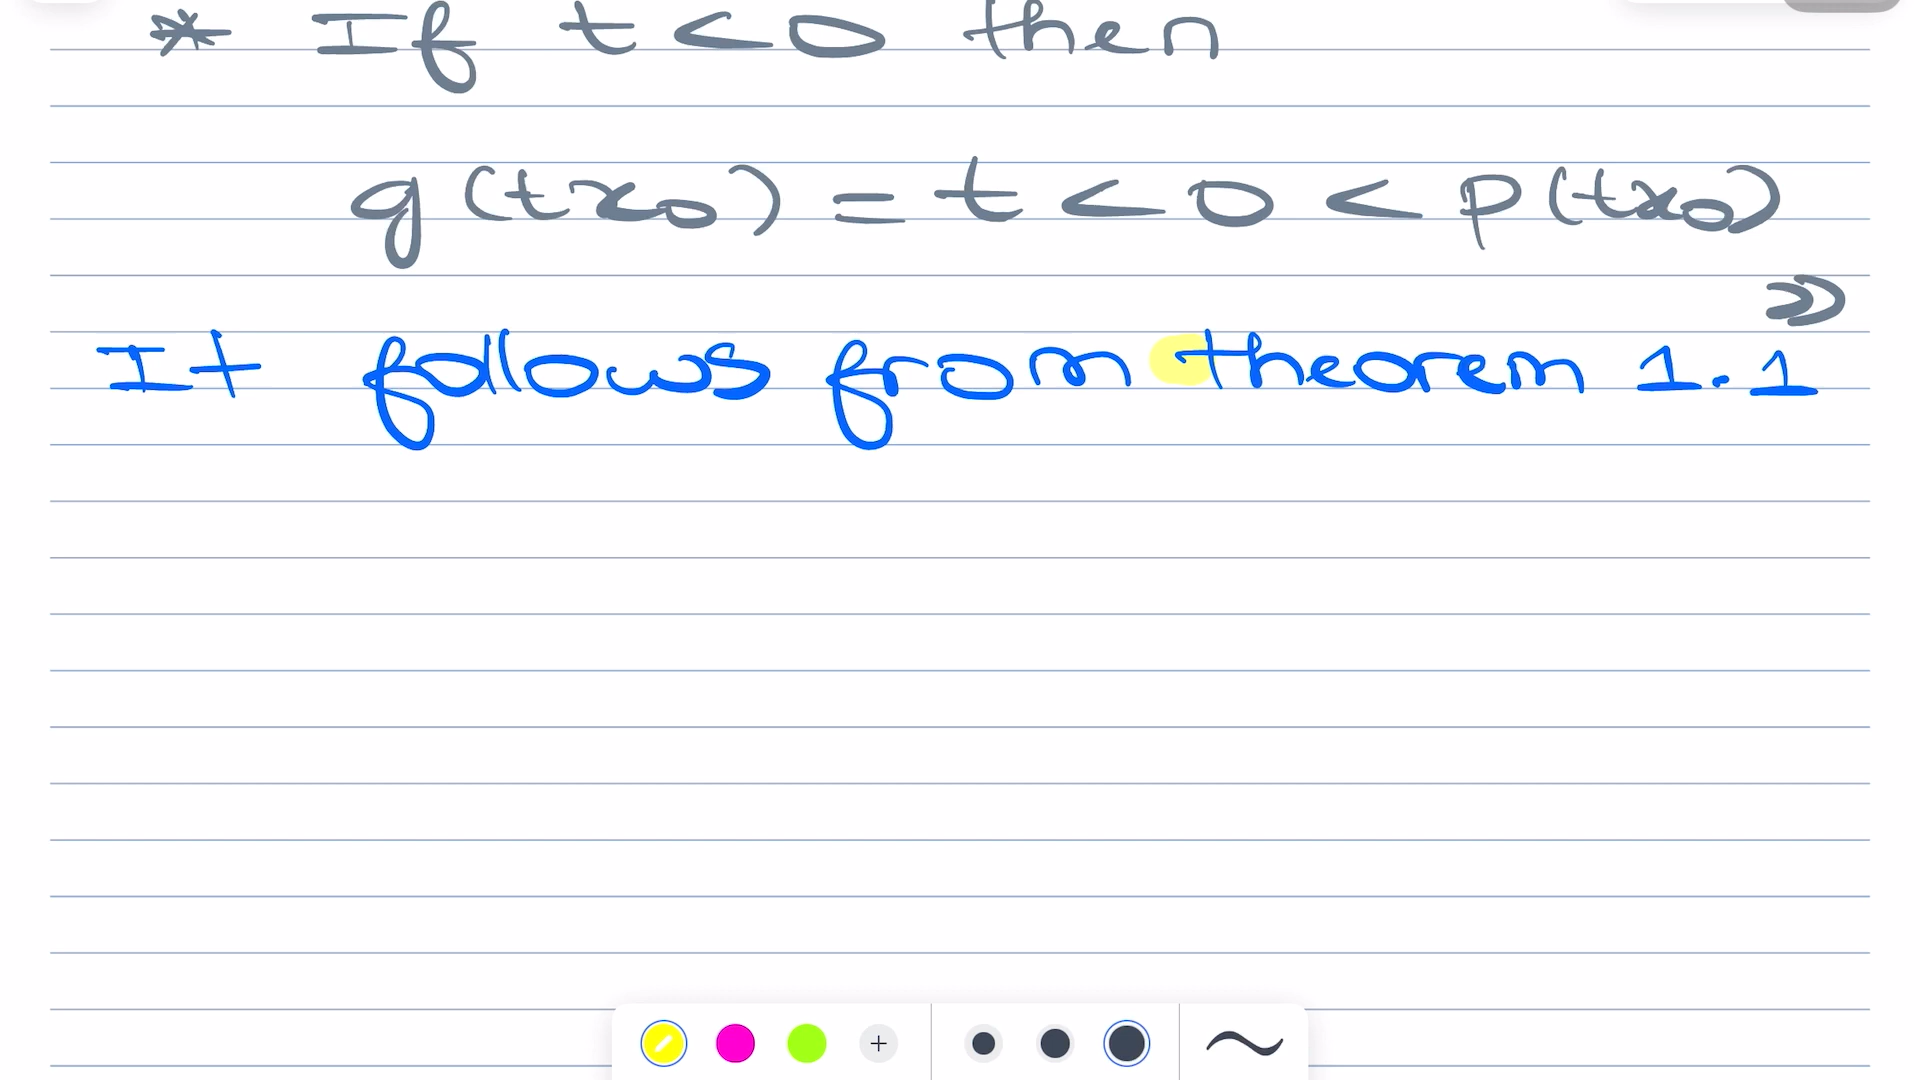 * If t < 0 then
g(tx0) = t < 0 < p(tx0)
»
It follows from theorem 1.1